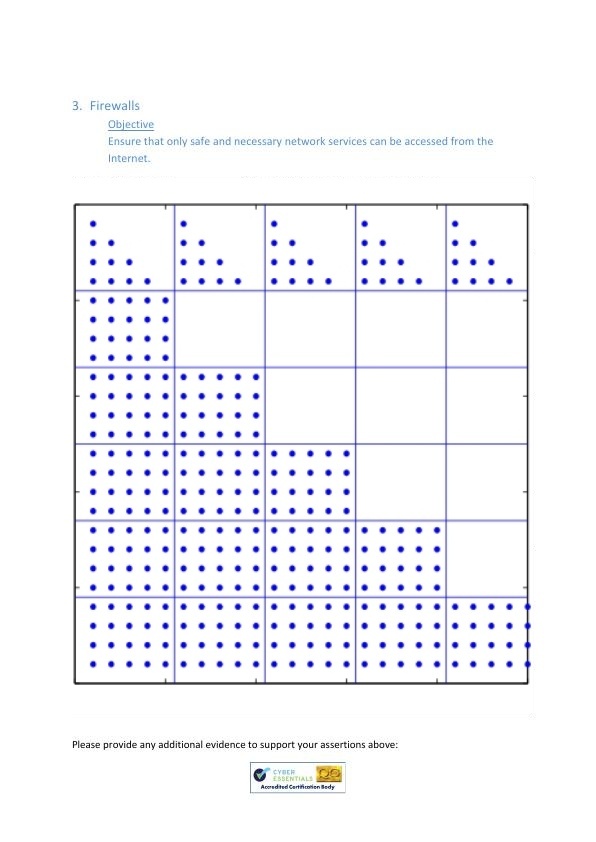 3. Firewalls
Objective
Ensure that only safe and necessary network services can be accessed from the
Internet.
Please provide any additional evidence to support your assertions above:
CYBER
ESSENTIALS
Accredited Certification Body